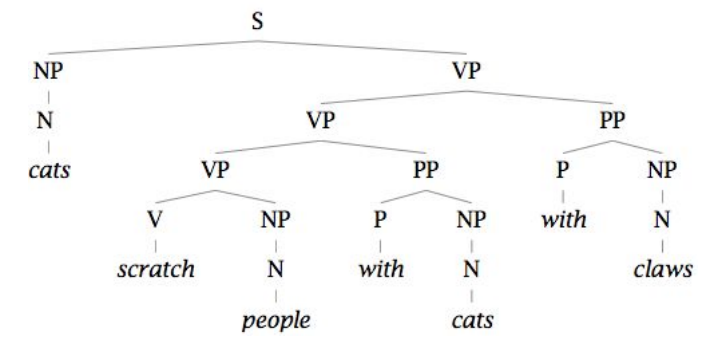 S
NP VP
N VP PP
cats VP PP P NP
V NP P NP with N
scratch N with N claws
people cats